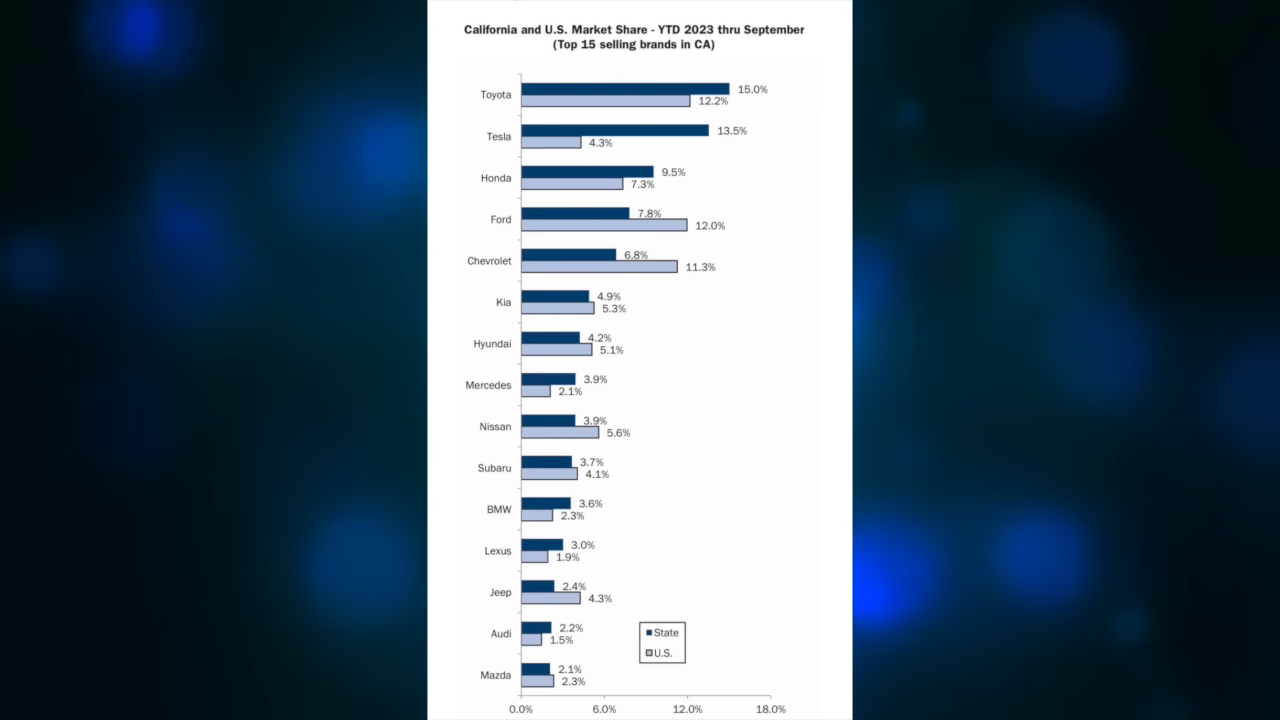 California and U.S. Market Share - YTD 2023 thru September
(Top 15 selling brands in CA)
Toyota 15.0%
12.2%
Tesla 13.5%
4.3%
Honda 9.5%
7.3%
Ford 7.8%
12.0%
Chevrolet 6.8%
11.3%
Kia 4.9%
5.3%
Hyundai 4.2%
5.1%
Mercedes 3.9%
2.1%
Nissan 3.9%
5.6%
Subaru 3.7%
4.1%
BMW 3.6%
2.3%
Lexus 3.0%
1.9%
Jeep 2.4%
4.3%
Audi 2.2%
1.5%
Mazda 2.1%
2.3%
State
U.S.
0.0% 6.0% 12.0% 18.0%